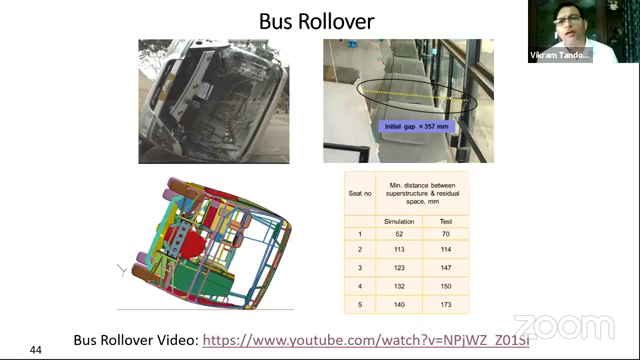 Bus Rollover
Vikram Tando...
Initial gap = 357 mm
Seat no
Min. distance between
superstructure & residual
space, mm
Simulation Test
1 52 70
2 113 114
3 123 147
4 132 150
5 140 173
Y
zoom
44
Bus Rollover Video: https://www.youtube.com/watch?v=NPjWZ_Z01SI